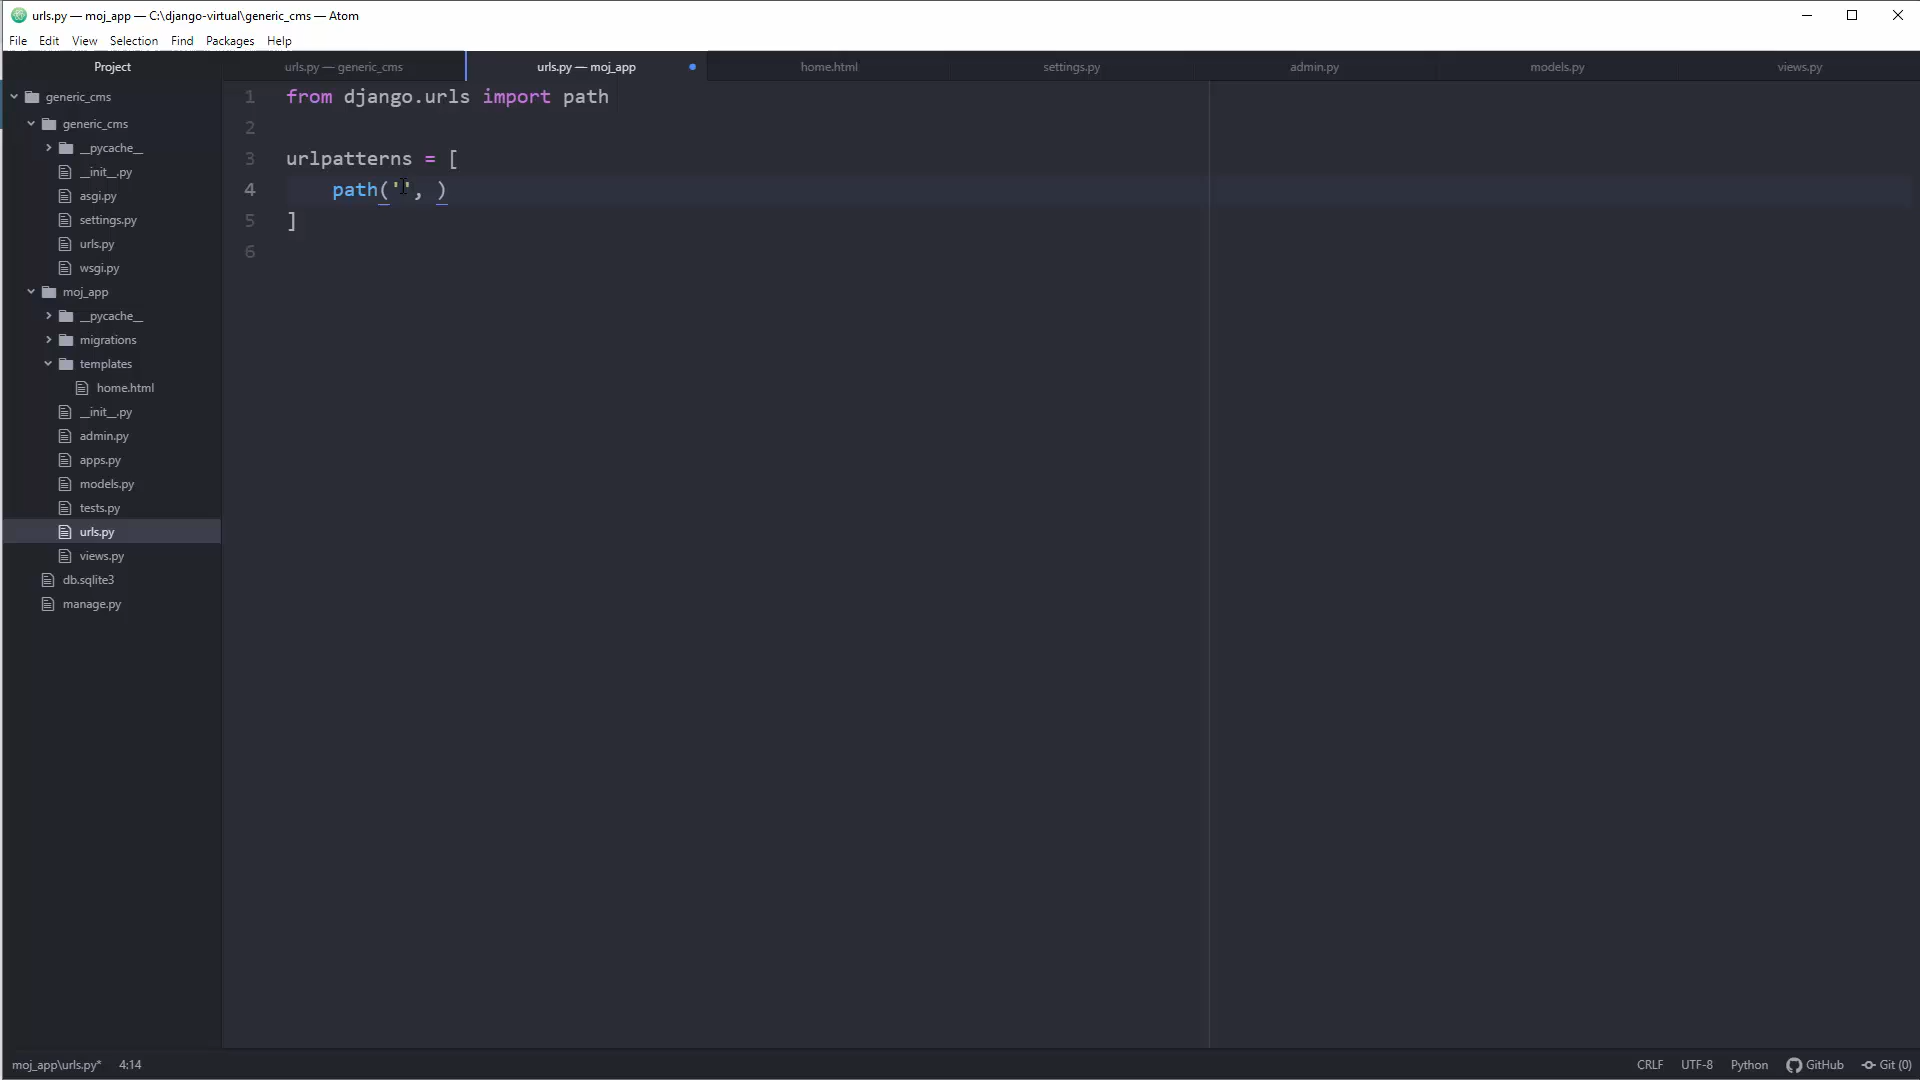 urls.py — moj_app — C:\django-virtual\generic_cms — Atom
File Edit View Selection Find Packages Help
Project
urls.py — generic_cms
urls.py — moj_app
home.html
settings.py
admin.py
models.py
views.py
generic_cms
generic_cms
__pycache__
__init__.py
asgi.py
settings.py
urls.py
wsgi.py
moj_app
__pycache__
migrations
templates
home.html
__init__.py
admin.py
apps.py
models.py
tests.py
urls.py
views.py
db.sqlite3
manage.py
1 from django.urls import path
2
3 urlpatterns = [
4     path('', )
5 ]
6
moj_app\urls.py* 4:14
CRLF UTF-8 Python GitHub Git (0)